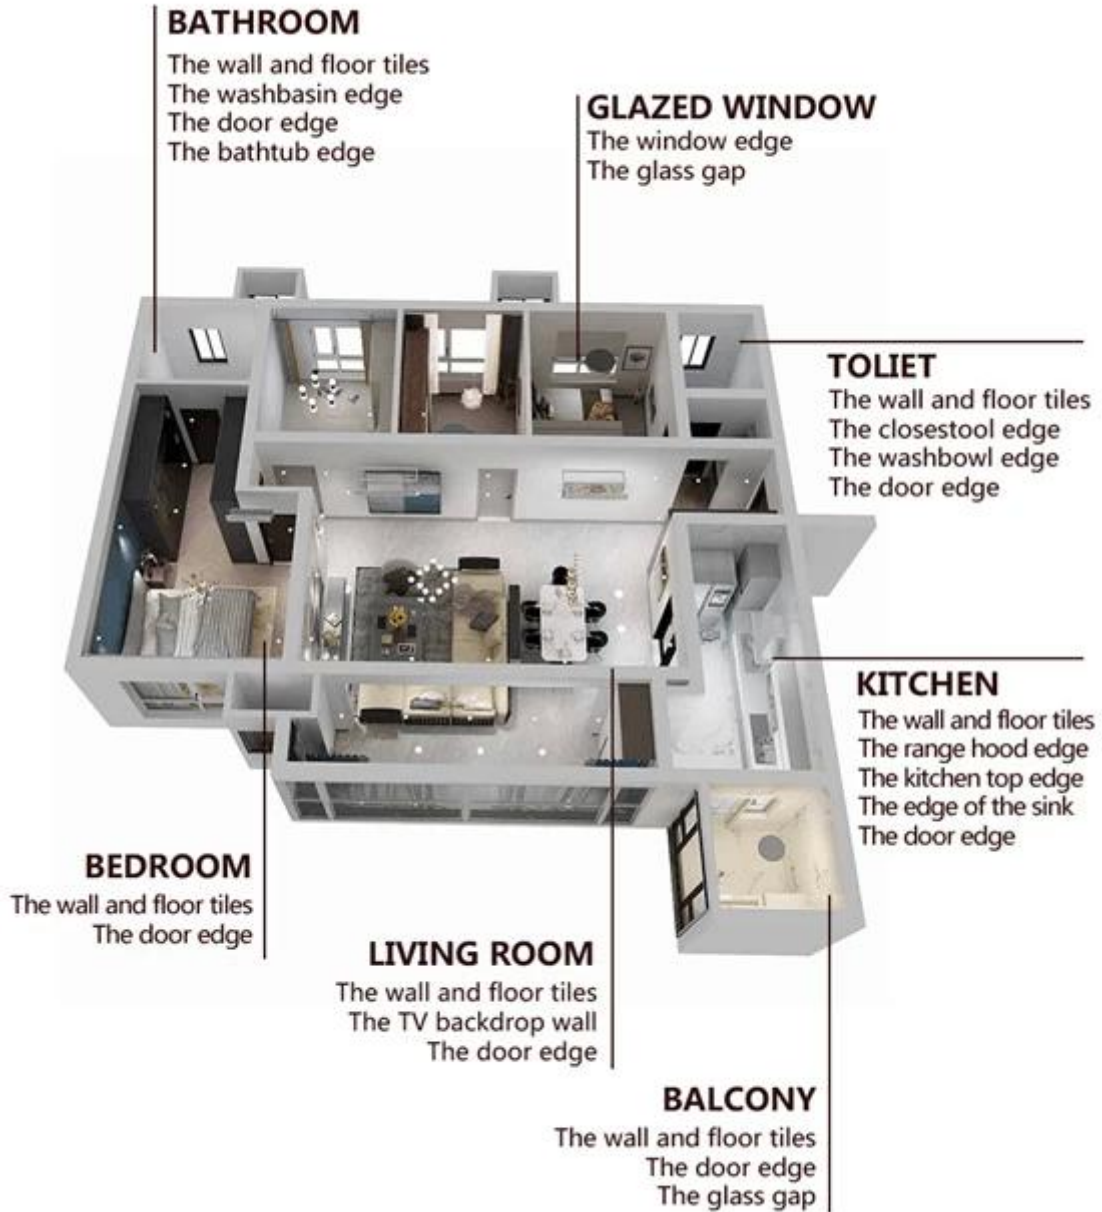 BATHROOM
The wall and floor tiles
The washbasin edge
The door edge
The bathtub edge
GLAZED WINDOW
The window edge
The glass gap
TOLIET
The wall and floor tiles
The closestool edge
The washbowl edge
The door edge
KITCHEN
The wall and floor tiles
The range hood edge
The kitchen top edge
The edge of the sink
The door edge
BEDROOM
The wall and floor tiles
The door edge
LIVING ROOM
The wall and floor tiles
The TV backdrop wall
The door edge
BALCONY
The wall and floor tiles
The door edge
The glass gap